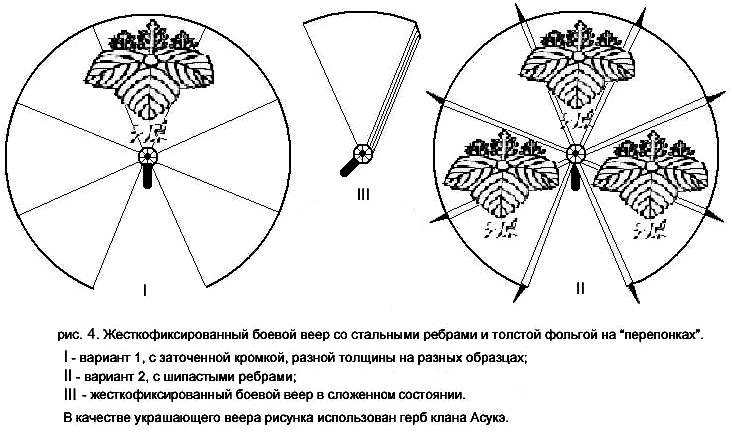 I
III
II
рис. 4. Жесткофиксированный боевой веер со стальными ребрами и толстой фольгой на “перепонках”.
I - вариант 1, с заточенной кромкой, разной толщины на разных образцах;
II - вариант 2, с шипастыми ребрами;
III - жесткофиксированный боевой веер в сложенном состоянии.
В качестве украшающего веера рисунка использован герб клана Асукэ.